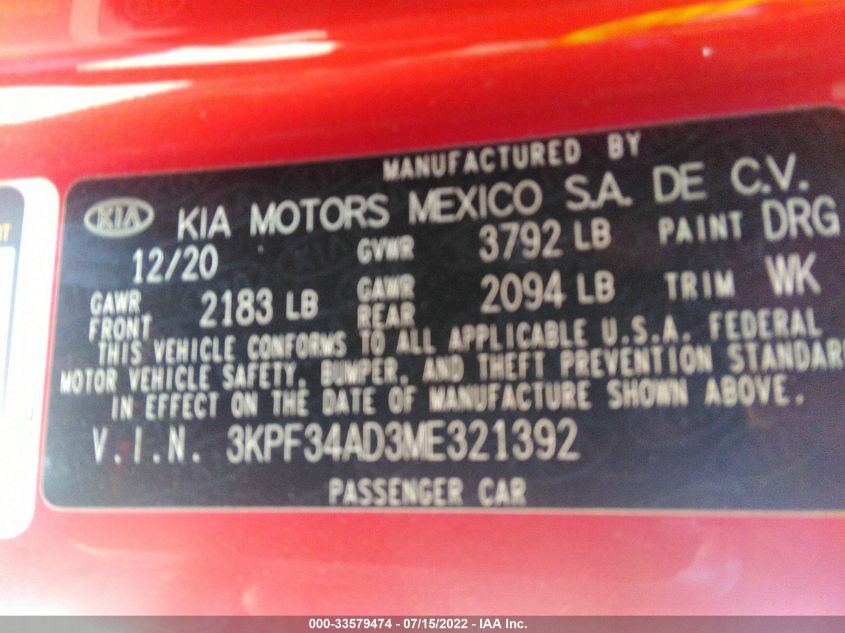 MANUFACTURED BY
KIA KIA MOTORS MEXICO S.A. DE C.V.
12/20 GVWR 3792 LB PAINT DRG
GAWR FRONT 2183 LB GAWR REAR 2094 LB TRIM WK
THIS VEHICLE CONFORMS TO ALL APPLICABLE U.S.A. FEDERAL
MOTOR VEHICLE SAFETY, BUMPER, AND THEFT PREVENTION STANDAR
IN EFFECT ON THE DATE OF MANUFACTURE SHOWN ABOVE.
V.I.N. 3KPF34AD3ME321392
PASSENGER CAR
000-33579474 - 07/15/2022 - IAA Inc.